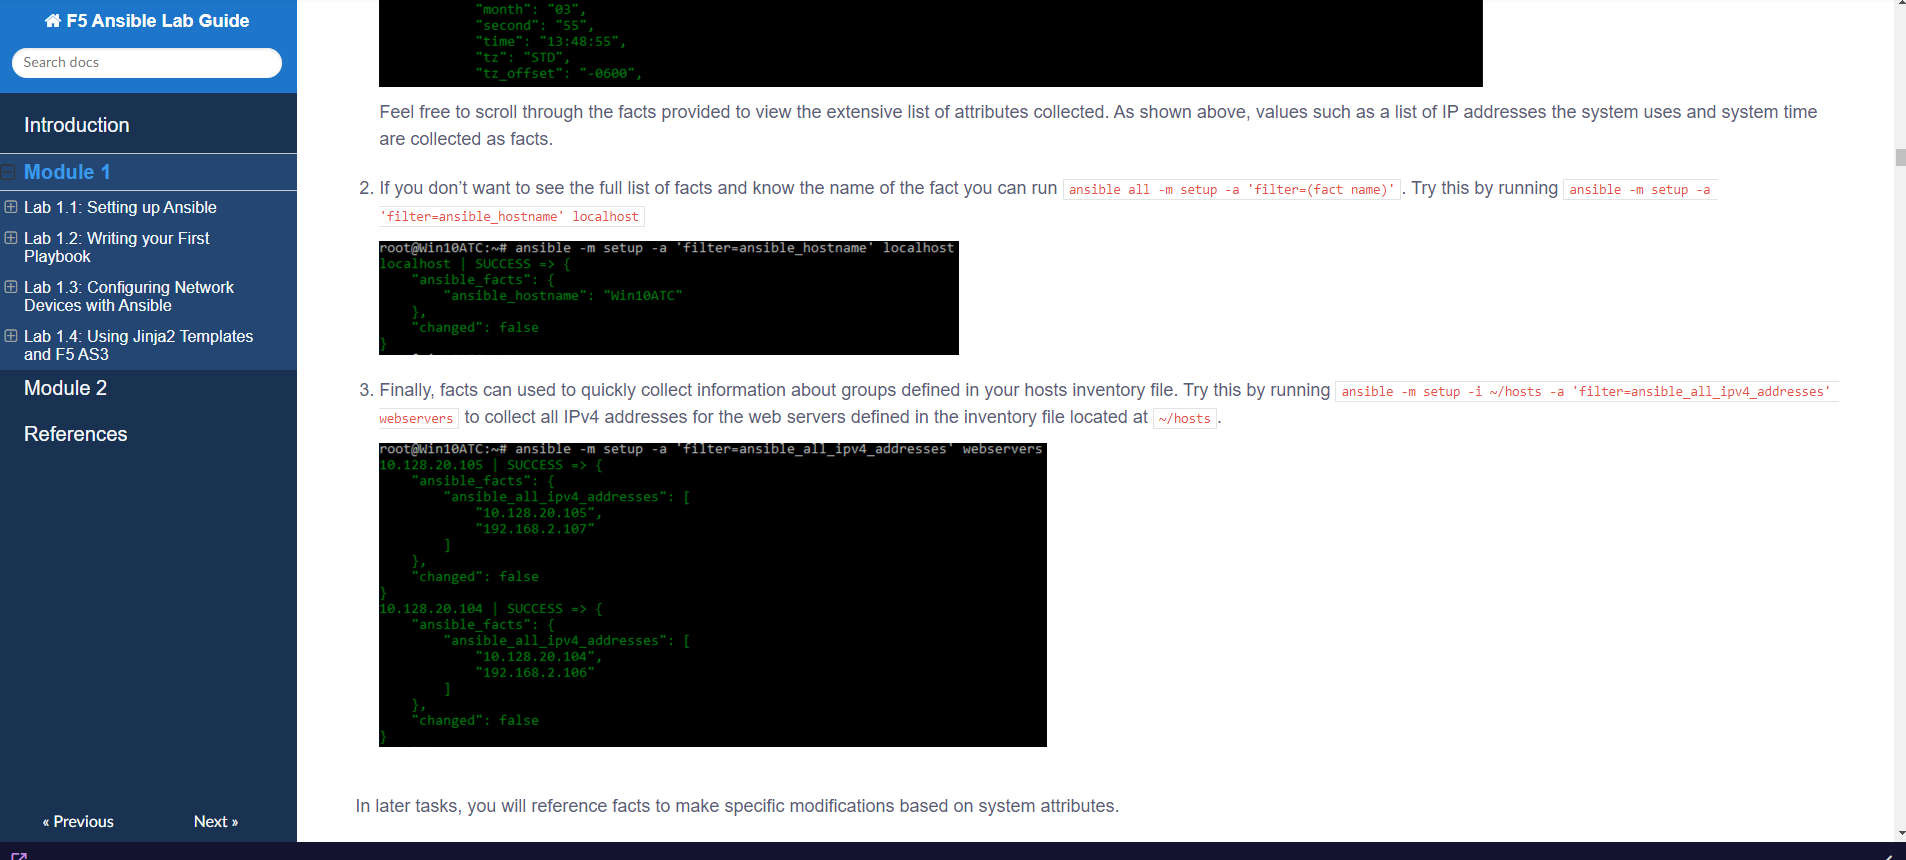 F5 Ansible Lab Guide
Search docs
Introduction
Module 1
Lab 1.1: Setting up Ansible
Lab 1.2: Writing your First
Playbook
Lab 1.3: Configuring Network
Devices with Ansible
Lab 1.4: Using Jinja2 Templates
and F5 AS3
Module 2
References
« Previous
Next »
"month": "03",
"second": "55",
"time": "13:48:55",
"tz": "STD",
"tz_offset": "-0600",
Feel free to scroll through the facts provided to view the extensive list of attributes collected. As shown above, values such as a list of IP addresses the system uses and system time
are collected as facts.
2. If you don’t want to see the full list of facts and know the name of the fact you can run ansible all -m setup -a 'filter=(fact name)' . Try this by running ansible -m setup -a
'filter=ansible_hostname' localhost
root@Win10ATC:~# ansible -m setup -a 'filter=ansible_hostname' localhost
localhost | SUCCESS => {
"ansible_facts": {
"ansible_hostname": "Win10ATC"
},
"changed": false
}
3. Finally, facts can used to quickly collect information about groups defined in your hosts inventory file. Try this by running ansible -m setup -i ~/hosts -a 'filter=ansible_all_ipv4_addresses'
webservers to collect all IPv4 addresses for the web servers defined in the inventory file located at ~/hosts .
root@Win10ATC:~# ansible -m setup -a 'filter=ansible_all_ipv4_addresses' webservers
10.128.20.105 | SUCCESS => {
"ansible_facts": {
"ansible_all_ipv4_addresses": [
"10.128.20.105",
"192.168.2.107"
]
},
"changed": false
}
10.128.20.104 | SUCCESS => {
"ansible_facts": {
"ansible_all_ipv4_addresses": [
"10.128.20.104",
"192.168.2.106"
]
},
"changed": false
}
In later tasks, you will reference facts to make specific modifications based on system attributes.